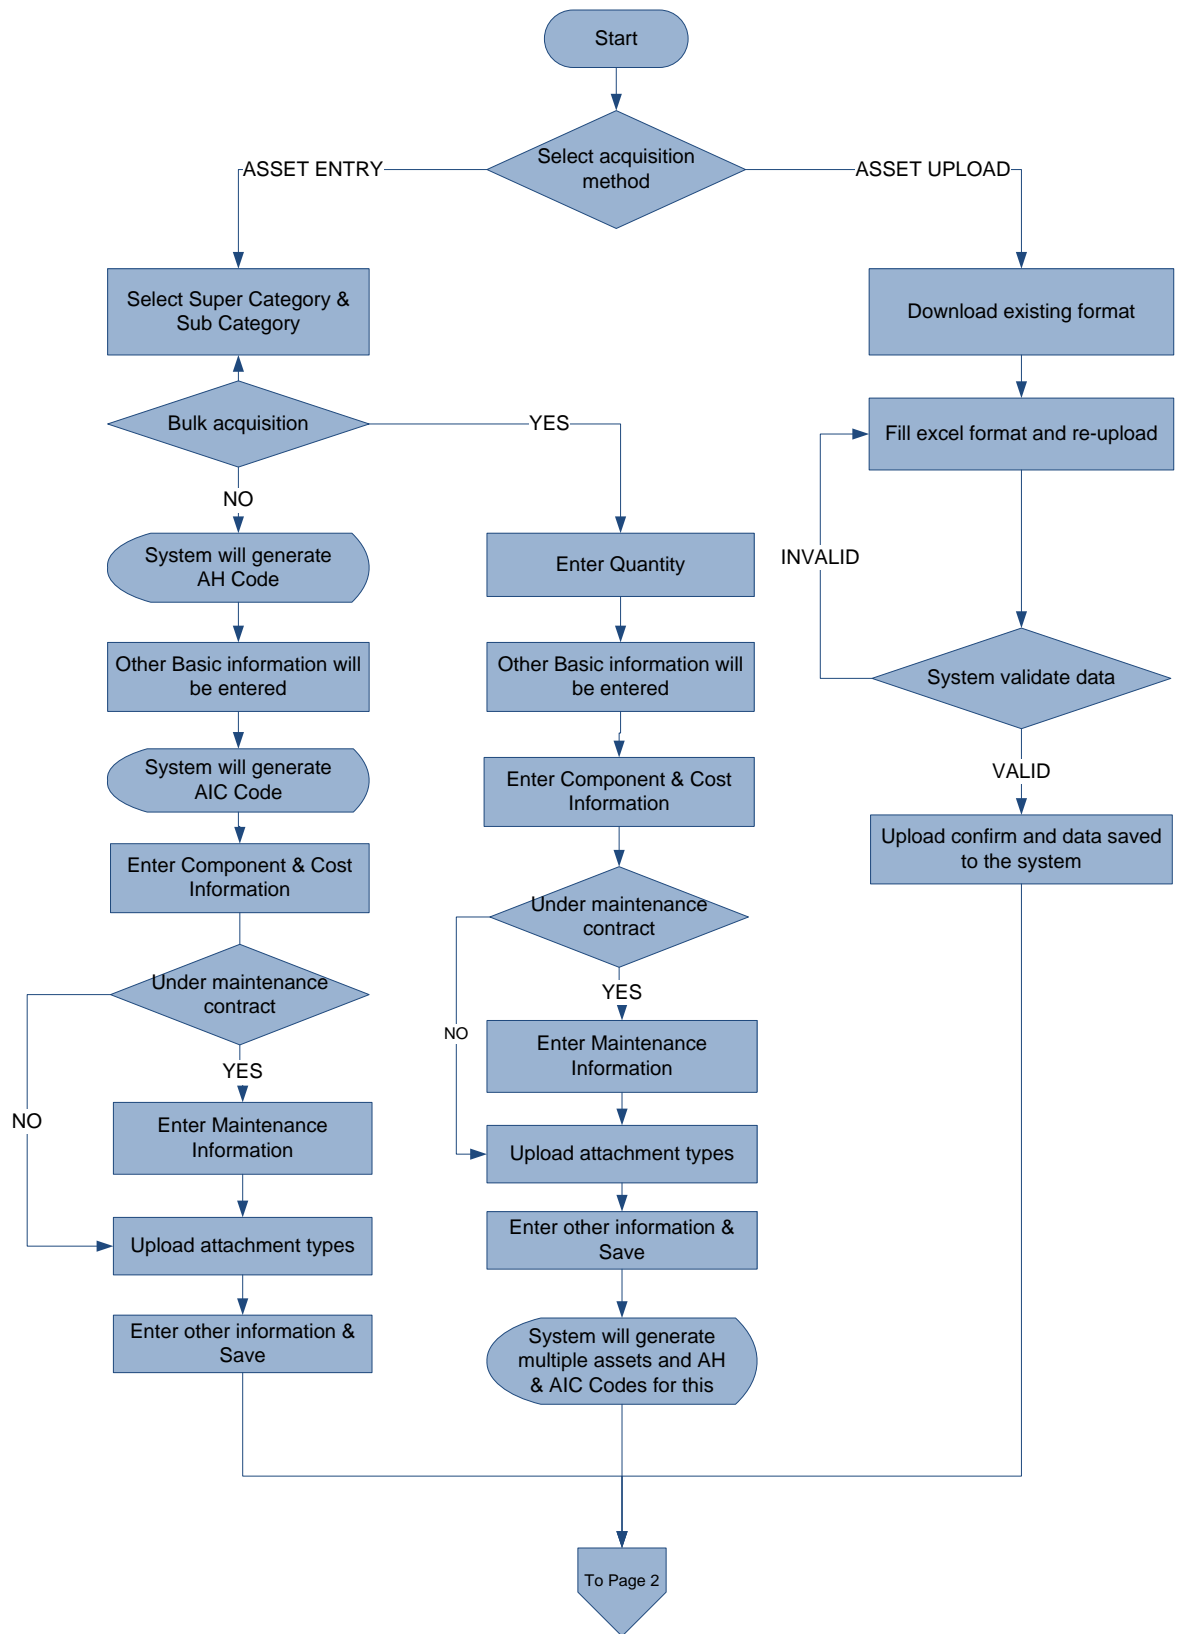 Start
Select acquisition
method
ASSET ENTRY
ASSET UPLOAD
Select Super Category &
Sub Category
Download existing format
Bulk acquisition
YES
Fill excel format and re-upload
NO
System will generate
AH Code
Enter Quantity
INVALID
Other Basic information will
be entered
Other Basic information will
be entered
System validate data
System will generate
AIC Code
Enter Component & Cost
Information
VALID
Enter Component & Cost
Information
Upload confirm and data saved
to the system
Under maintenance
contract
Under maintenance
contract
YES
NO
Enter Maintenance
Information
YES
NO
Enter Maintenance
Information
Upload attachment types
Upload attachment types
Enter other information &
Save
Enter other information &
Save
System will generate
multiple assets and AH
& AIC Codes for this
To Page 2